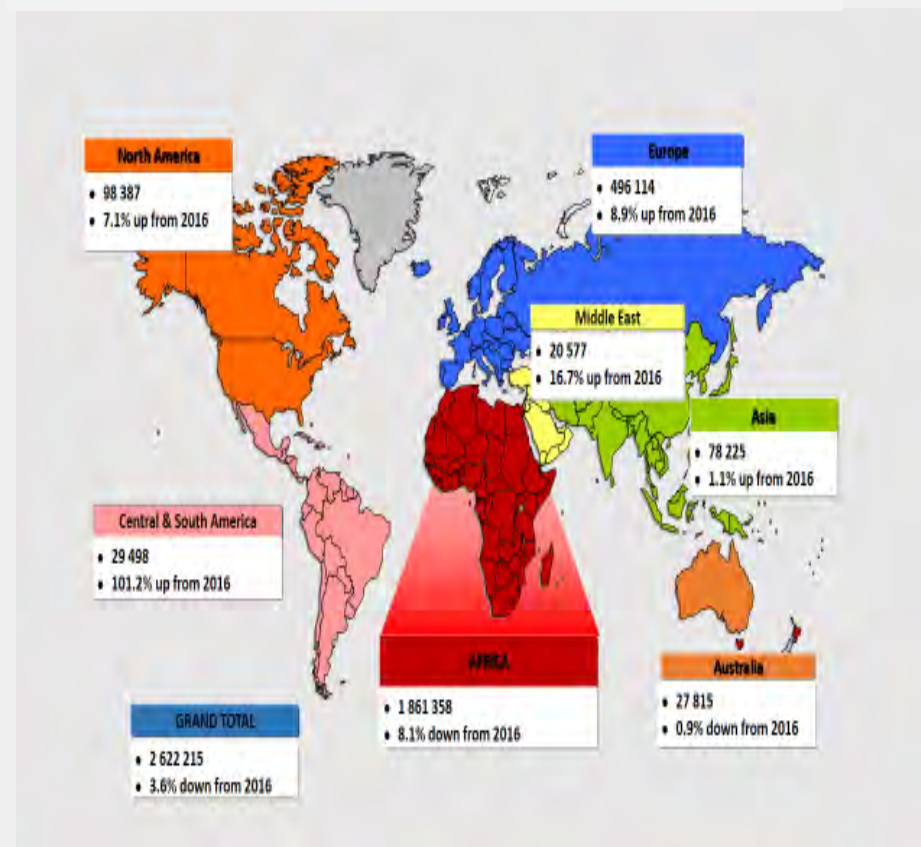 North America
• 98 387
• 7.1% up from 2016
Europe
• 496 114
• 8.9% up from 2016
Middle East
• 20 577
• 16.7% up from 2016
Asia
• 78 225
• 1.1% up from 2016
Central & South America
• 29 498
• 101.2% up from 2016
AFRICA
• 1 861 358
• 8.1% down from 2016
Australia
• 27 815
• 0.9% down from 2016
GRAND TOTAL
• 2 622 215
• 3.6% down from 2016